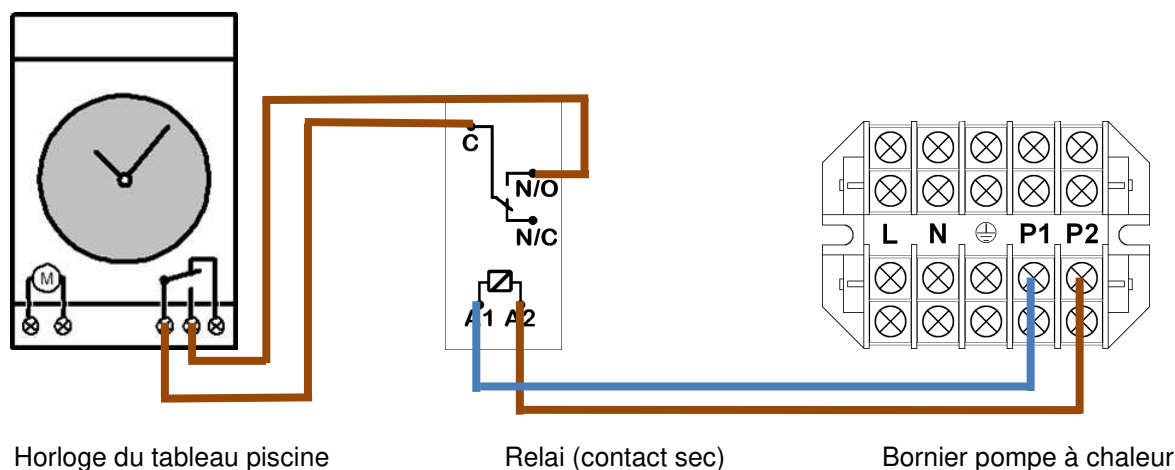 C
N/O
N/C
M
L N P1 P2
A1 A2
Horloge du tableau piscine Relai (contact sec) Bornier pompe à chaleur